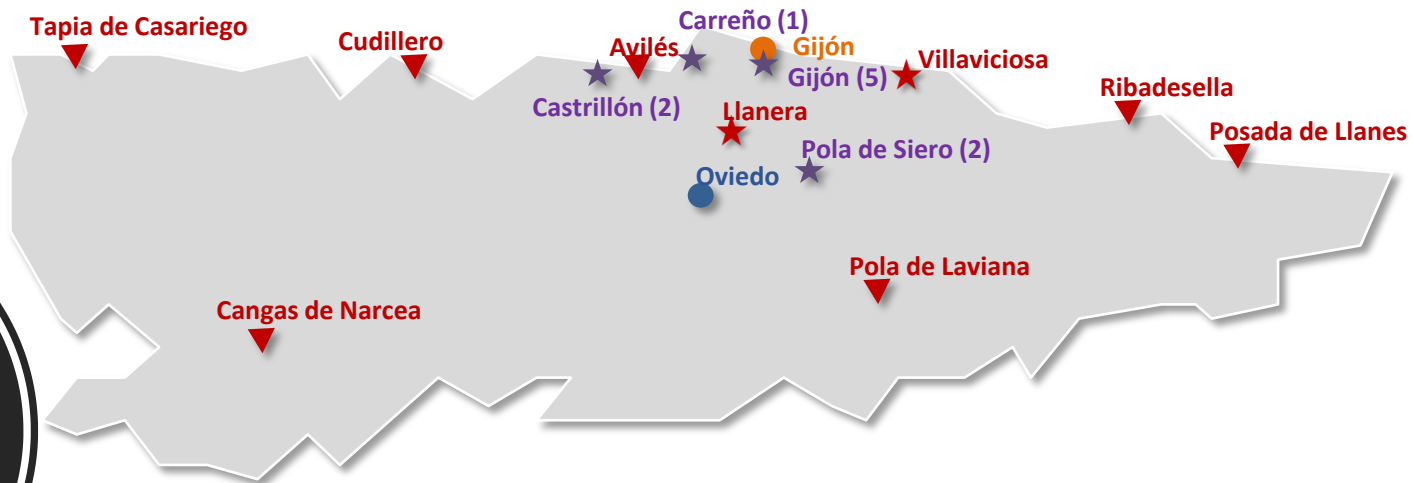 Carreño (1)
Tapia de Casariego
Cudillero
Avilés
Gijón
Villaviciosa
Gijón (5)
Ribadesella
Castrillón (2)
Llanera
Posada de Llanes
Pola de Siero (2)
Oviedo
Pola de Laviana
Cangas de Narcea